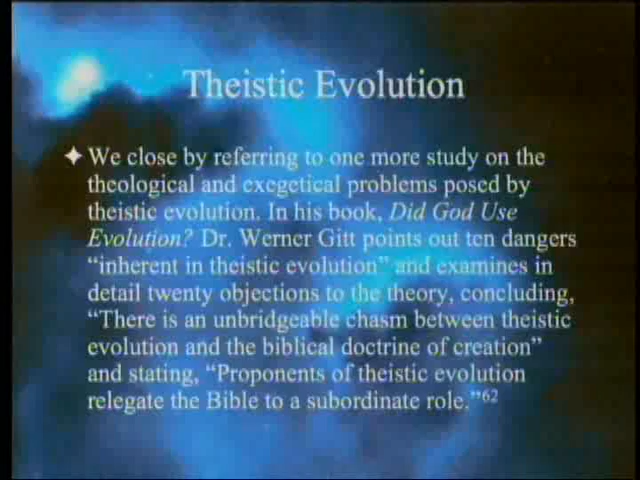 Theistic Evolution
We close by referring to one more study on the
theological and exegetical problems posed by
theistic evolution. In his book, Did God Use
Evolution? Dr. Werner Gitt points out ten dangers
“inherent in theistic evolution” and examines in
detail twenty objections to the theory, concluding,
“There is an unbridgeable chasm between theistic
evolution and the biblical doctrine of creation”
and stating, “Proponents of theistic evolution
relegate the Bible to a subordinate role.”62